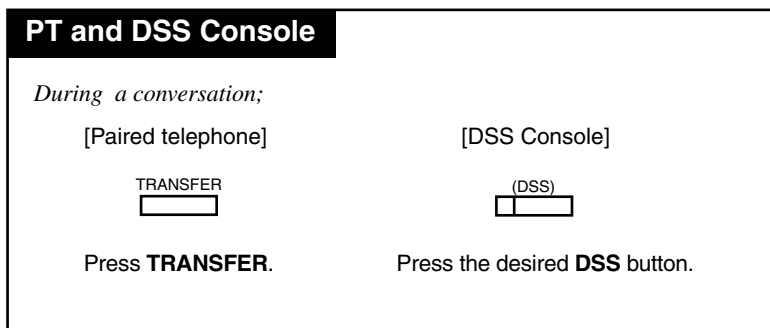 PT and DSS Console
During a conversation;
[Paired telephone] [DSS Console]
TRANSFER (DSS)
Press TRANSFER. Press the desired DSS button.